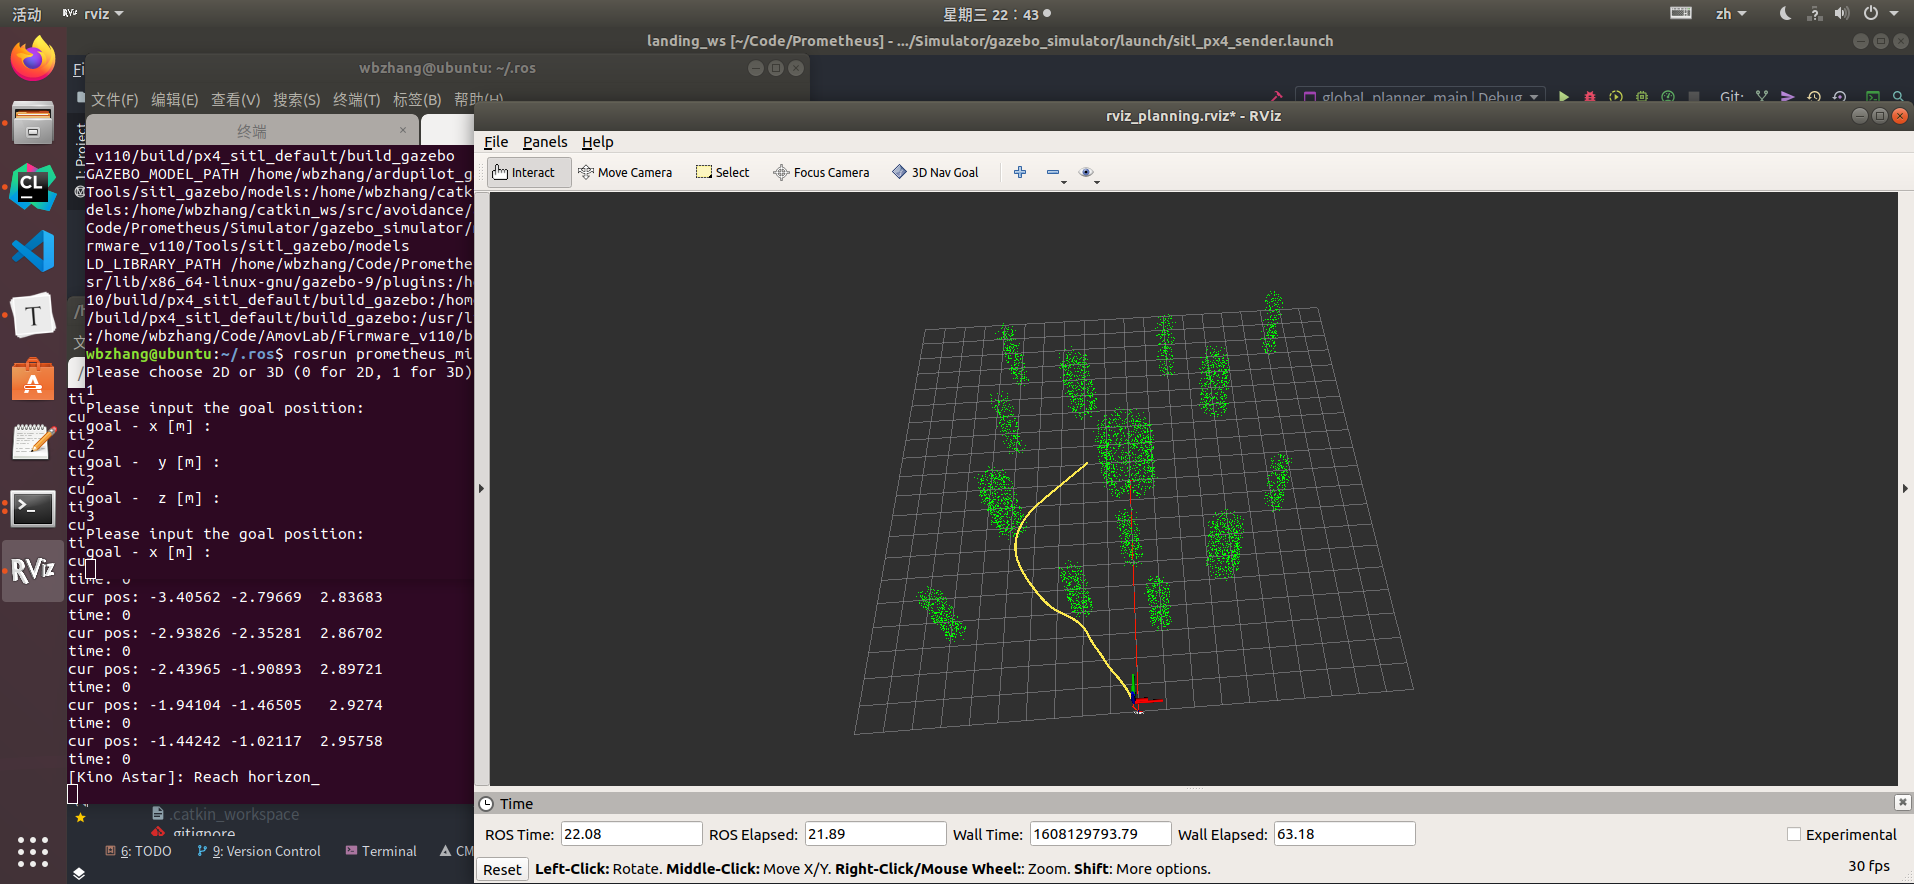 活动
rviz
星期三 22：43
zh
landing_ws [~/Code/Prometheus] - .../Simulator/gazebo_simulator/launch/sitl_px4_sender.launch
wbzhang@ubuntu: ~/.ros
文件(F) 编辑(E) 查看(V) 搜索(S) 终端(T) 标签(B) 帮助(H)
global_planner_main | Debug
Git:
终端
1: Project
_v110/build/px4_sitl_default/build_gazebo
GAZEBO_MODEL_PATH /home/wbzhang/ardupilot_g
Tools/sitl_gazebo/models:/home/wbzhang/catk
dels:/home/wbzhang/catkin_ws/src/avoidance/
Code/Prometheus/Simulator/gazebo_simulator/
rmware_v110/Tools/sitl_gazebo/models
LD_LIBRARY_PATH /home/wbzhang/Code/Promethe
sr/lib/x86_64-linux-gnu/gazebo-9/plugins:/h
10/build/px4_sitl_default/build_gazebo:/hom
/build/px4_sitl_default/build_gazebo:/usr/l
:/home/wbzhang/Code/AmovLab/Firmware_v110/b
wbzhang@ubuntu:~/.ros$ rosrun prometheus_mi
Please choose 2D or 3D (0 for 2D, 1 for 3D)
1
Please input the goal position:
goal - x [m] :
2
goal -  y [m] :
2
goal -  z [m] :
3
Please input the goal position:
goal - x [m] :
time: 0
cur pos: -3.40562 -2.79669  2.83683
time: 0
cur pos: -2.93826 -2.35281  2.86702
time: 0
cur pos: -2.43965 -1.90893  2.89721
time: 0
cur pos: -1.94104 -1.46505   2.9274
time: 0
cur pos: -1.44242 -1.02117  2.95758
time: 0
[Kino Astar]: Reach horizon_
.catkin_workspace
.gitignore
6: TODO
9: Version Control
Terminal
CM
rviz_planning.rviz* - RViz
File Panels Help
Interact Move Camera Select Focus Camera 3D Nav Goal
Time
ROS Time: 22.08 ROS Elapsed: 21.89 Wall Time: 1608129793.79 Wall Elapsed: 63.18 Experimental
Reset Left-Click: Rotate. Middle-Click: Move X/Y. Right-Click/Mouse Wheel:: Zoom. Shift: More options. 30 fps
CL
T
A
RViz